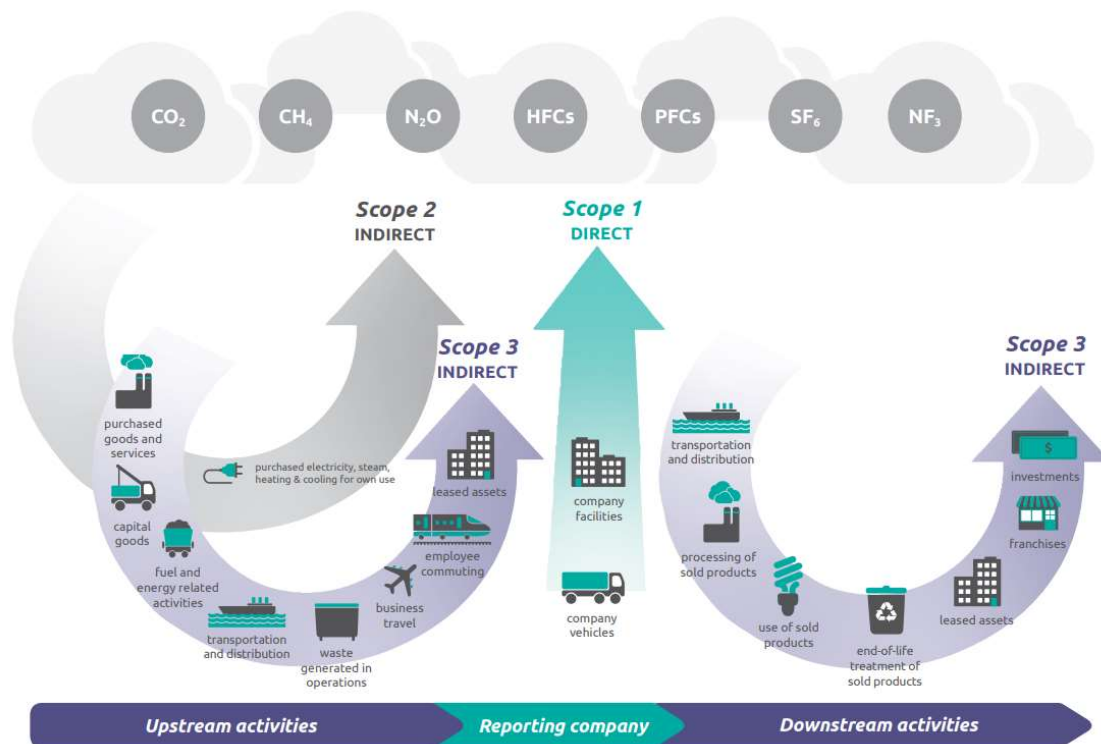 CO₂
CH₄
N₂O
HFCs
PFCs
SF₆
NF₃
Scope 2
INDIRECT
Scope 1
DIRECT
Scope 3
INDIRECT
Scope 3
INDIRECT
purchased
goods and
services
capital
goods
fuel and
energy related
activities
purchased electricity, steam,
heating & cooling for own use
transportation
and distribution
waste
generated in
operations
business
travel
employee
commuting
leased assets
company
facilities
company
vehicles
transportation
and distribution
processing of
sold products
use of sold
products
end-of-life
treatment of
sold products
leased assets
franchises
$
investments
Upstream activities
Reporting company
Downstream activities